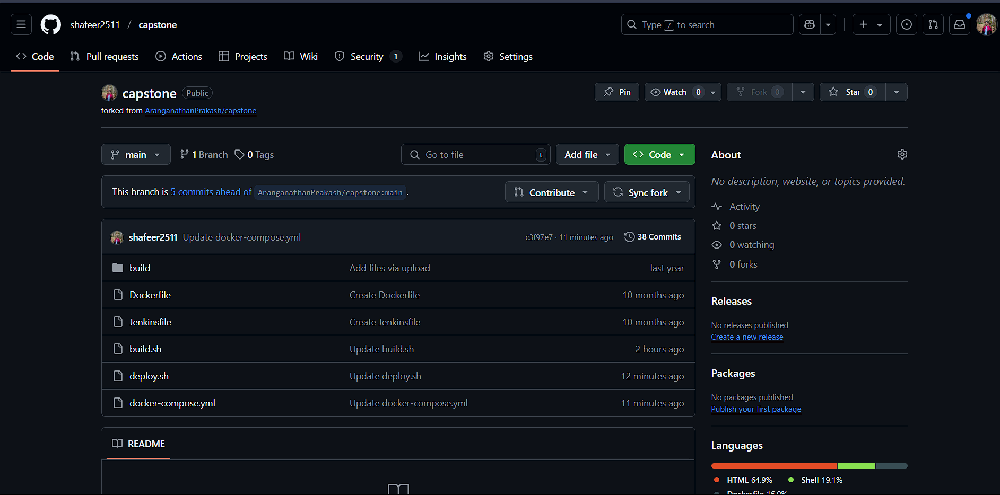 shafeer2511 / capstone
Type / to search
Code
Pull requests
Actions
Projects
Wiki
Security 1
Insights
Settings
capstone Public
forked from AranganathanPrakash/capstone
Pin
Watch 0
Fork 0
Star 0
main
1 Branch
0 Tags
Go to file t
Add file
Code
This branch is 5 commits ahead of AranganathanPrakash/capstone:main .
Contribute
Sync fork
shafeer2511 Update docker-compose.yml c3f97e7 · 11 minutes ago 38 Commits
build Add files via upload last year
Dockerfile Create Dockerfile 10 months ago
Jenkinsfile Create Jenkinsfile 10 months ago
build.sh Update build.sh 2 hours ago
deploy.sh Update deploy.sh 12 minutes ago
docker-compose.yml Update docker-compose.yml 11 minutes ago
README
About
No description, website, or topics provided.
Activity
0 stars
0 watching
0 forks
Releases
No releases published
Create a new release
Packages
No packages published
Publish your first package
Languages
HTML 64.9% Shell 19.1%
Dockerfile 16.0%